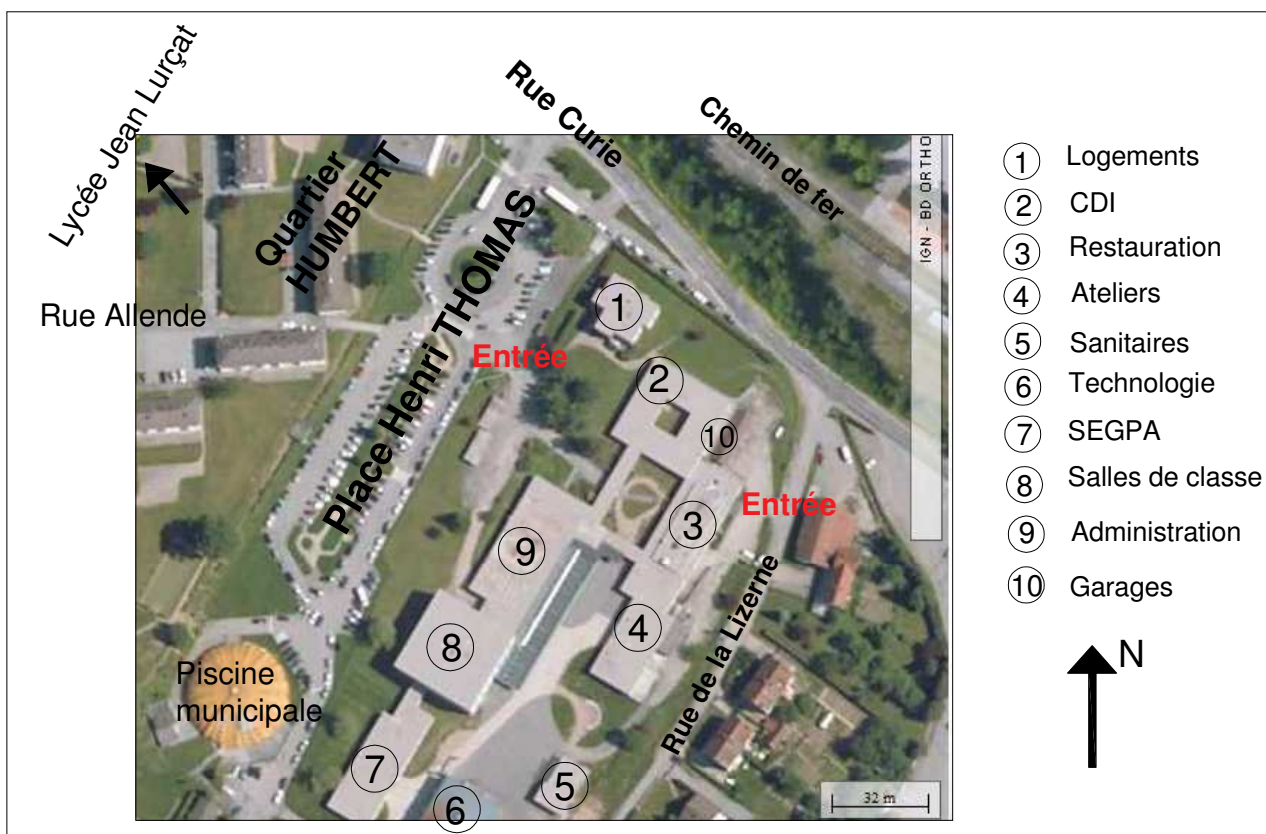 Lycée Jean Lurçat
Quartier
HUMBERT
Rue Curie
Chemin de fer
IGN - BD ORTHO
Rue Allende
Place Henri THOMAS
Entrée
Entrée
Rue de la Lizerne
Piscine
municipale
1
2
10
3
9
4
8
7
5
6
32 m
1 Logements
2 CDI
3 Restauration
4 Ateliers
5 Sanitaires
6 Technologie
7 SEGPA
8 Salles de classe
9 Administration
10 Garages
N